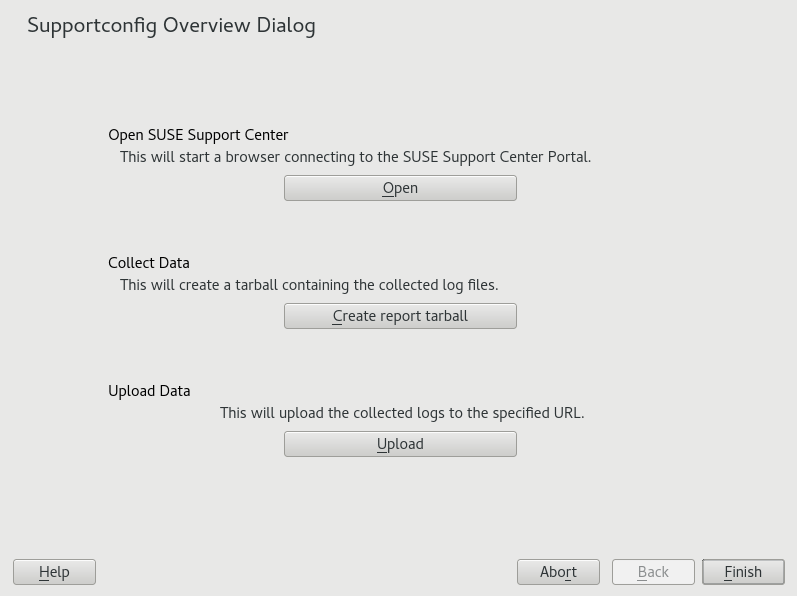 Supportconfig Overview Dialog
Open SUSE Support Center
This will start a browser connecting to the SUSE Support Center Portal.
Open
Collect Data
This will create a tarball containing the collected log files.
Create report tarball
Upload Data
This will upload the collected logs to the specified URL.
Upload
Help Abort Back Finish